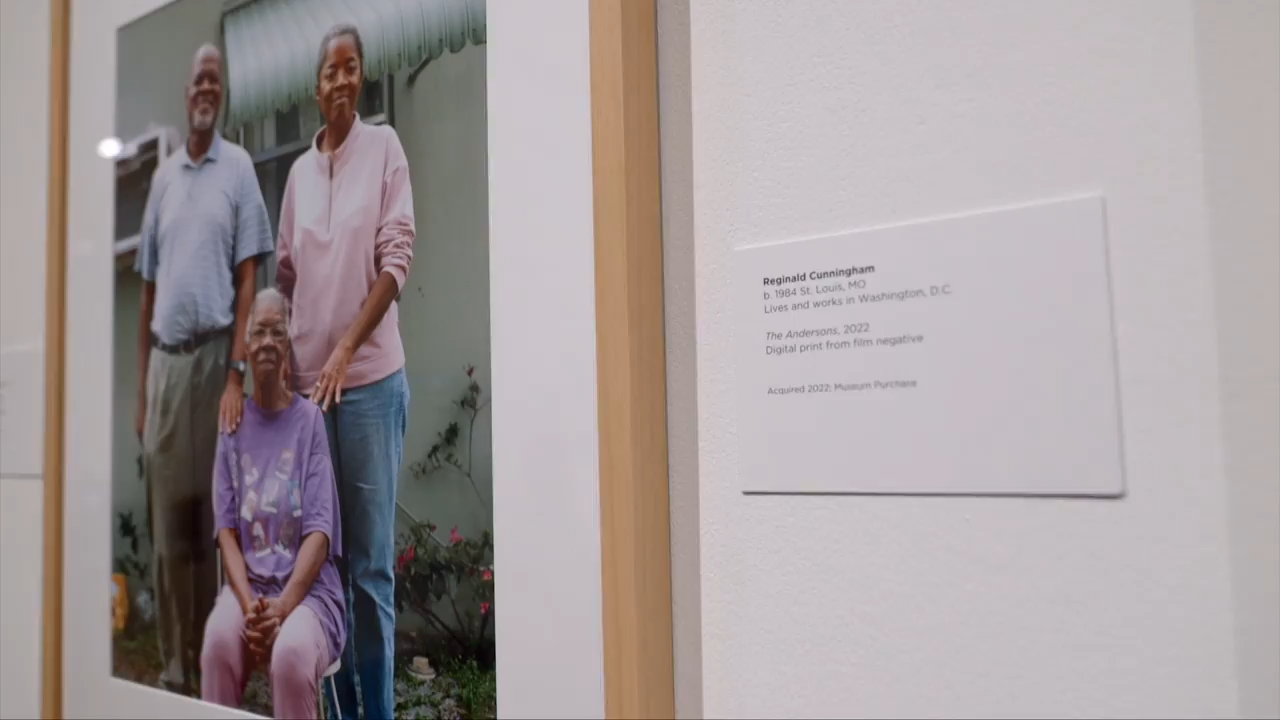 Reginald Cunningham
b. 1984 St. Louis, MO
Lives and works in Washington, D.C.
The Andersons, 2022
Digital print from film negative
Acquired 2022; Museum Purchase